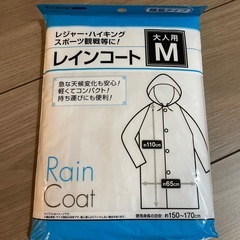 レジャー・ハイキング
スポーツ観戦等に!
大人用
M
レインコート
急な天候変化も安心!
軽くてコンパクト!
持ち運びにも便利!
約110cm
約65cm
Rain
Coat
使用身長の目安:約150〜170cm